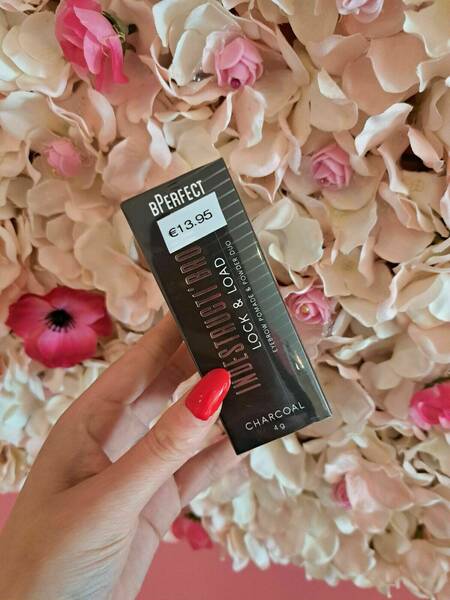 BPERFECT
€13.95
INDESTRUCTI'BROW
LOCK & LOAD
EYEBROW POMADE & POWDER DUO
CHARCOAL
4g